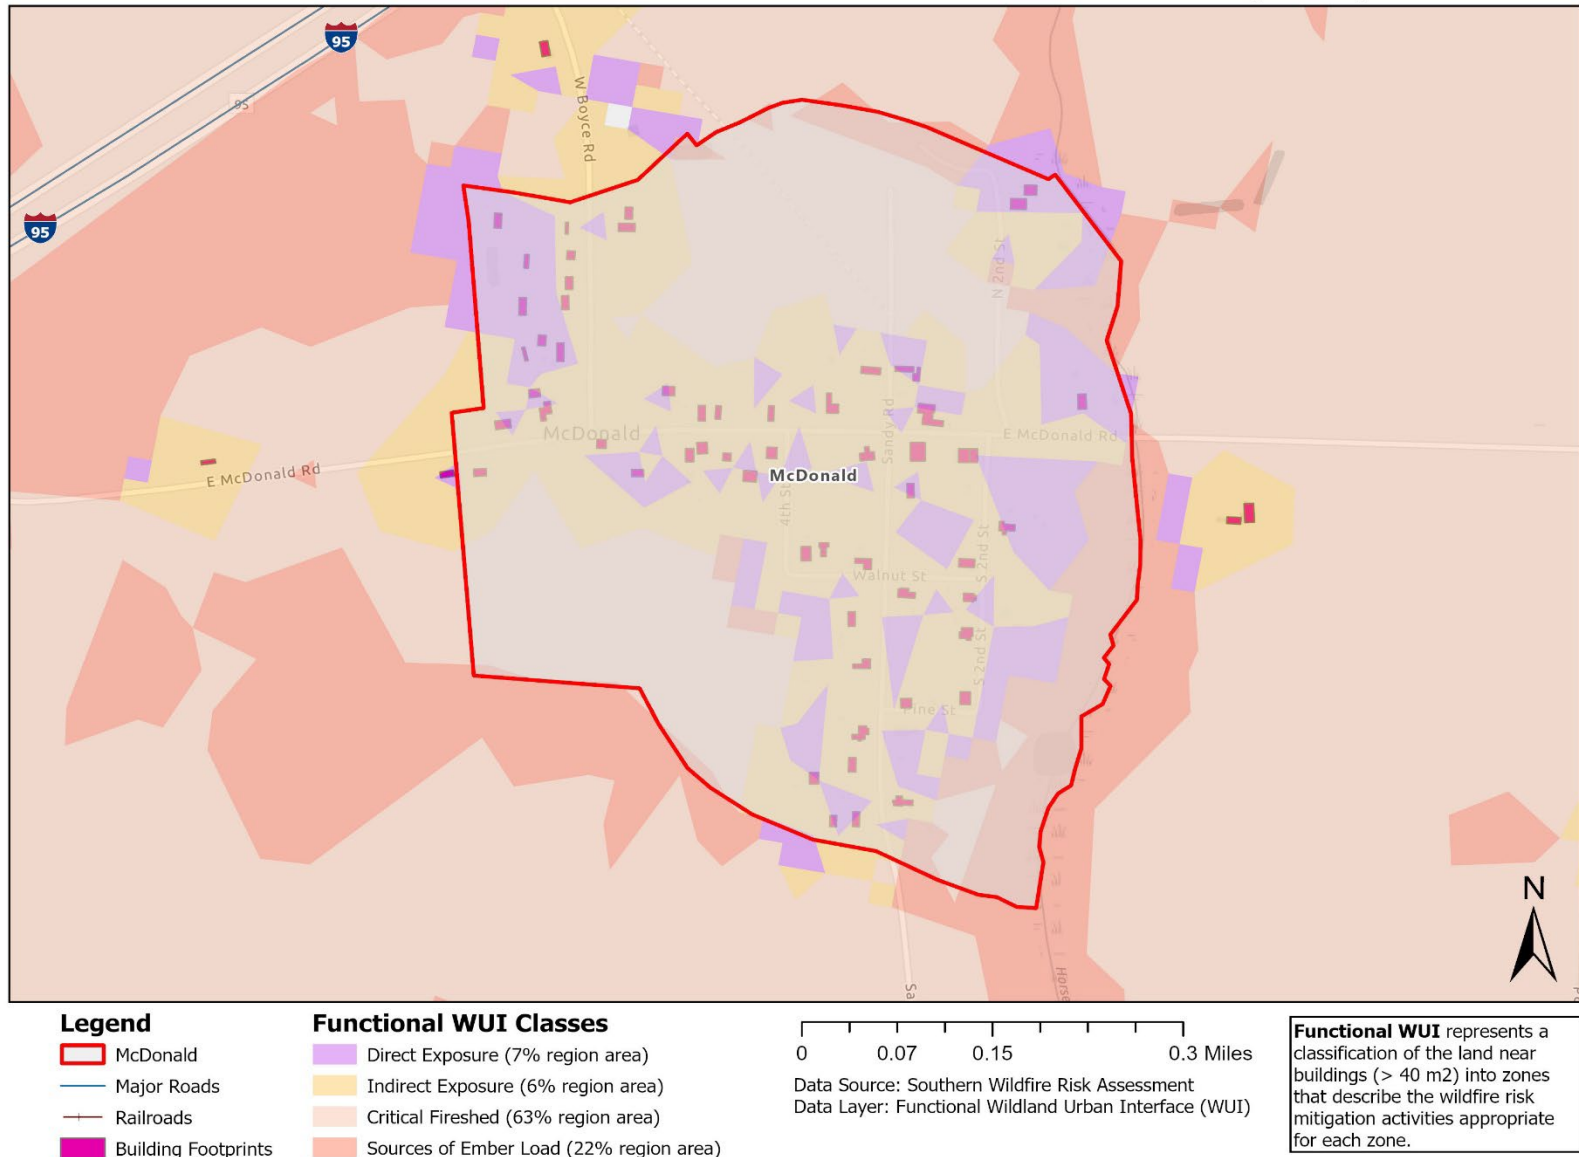 95
95
95
W Boyce Rd
N 2nd St
McDonald
Sandy Rd
E McDonald Rd
McDonald
E McDonald Rd
4th St
S 2nd St
Walnut St
S 2nd St
Pine St
Sa
Horse
N
Legend
McDonald
Major Roads
Railroads
Building Footprints
Functional WUI Classes
Direct Exposure (7% region area)
Indirect Exposure (6% region area)
Critical Fireshed (63% region area)
Sources of Ember Load (22% region area)
0 0.07 0.15 0.3 Miles
Data Source: Southern Wildfire Risk Assessment
Data Layer: Functional Wildland Urban Interface (WUI)
Functional WUI represents a
classification of the land near
buildings (> 40 m2) into zones
that describe the wildfire risk
mitigation activities appropriate
for each zone.